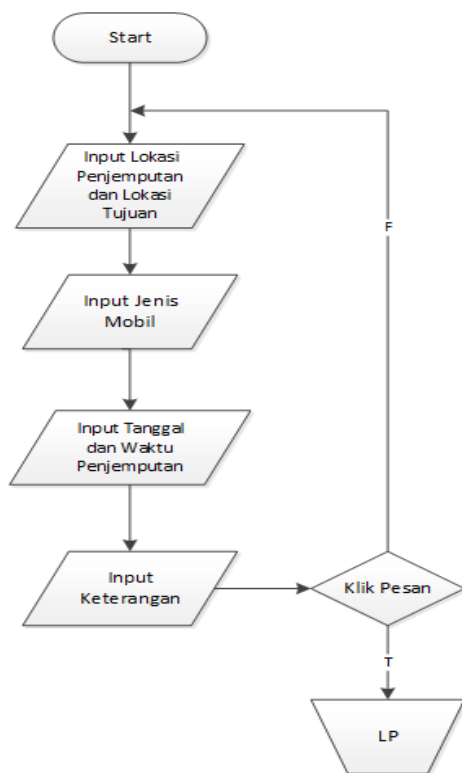 Start
Input Lokasi
Penjemputan
dan Lokasi
Tujuan
F
Input Jenis
Mobil
Input Tanggal
dan Waktu
Penjemputan
Input
Keterangan
Klik Pesan
T
LP